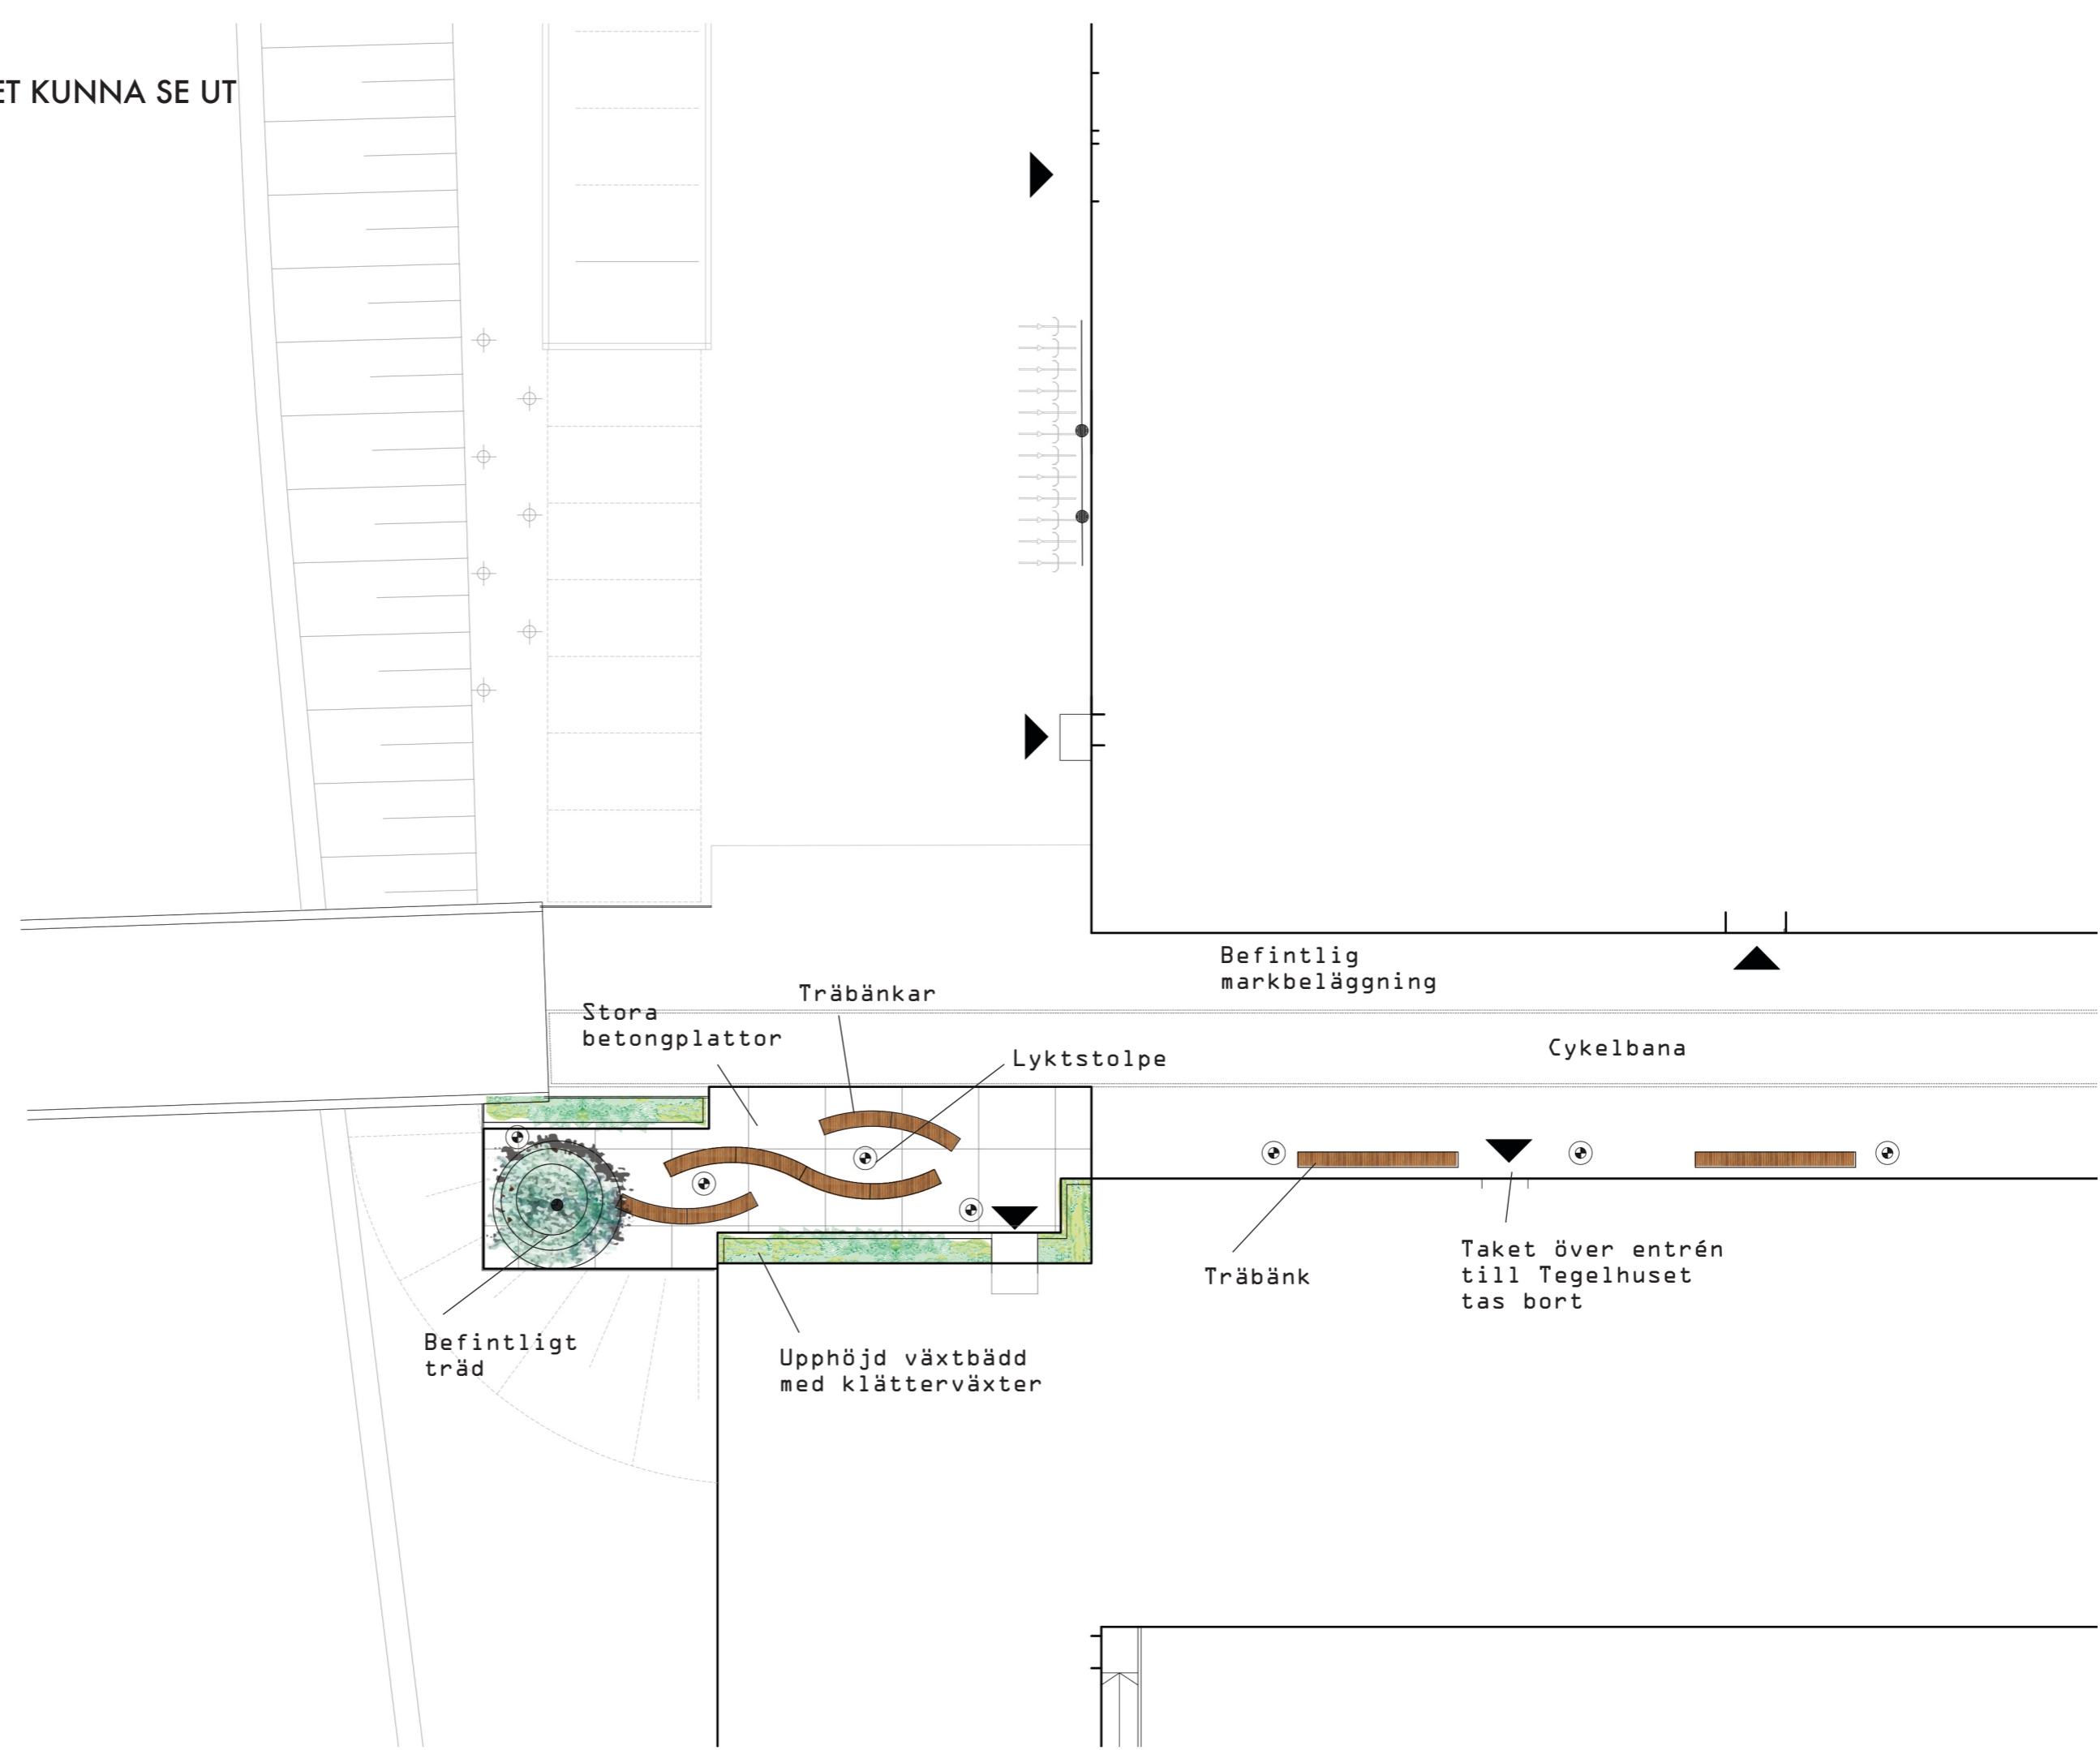 ET KUNNA SE UT
Befintlig
markbeläggning
Träbänkar
Stora
betongplattor
Lyktstolpe
Cykelbana
Taket över entrén
till Tegelhuset
tas bort
Träbänk
Befintligt
träd
Upphöjd växtbädd
med klätterväxter